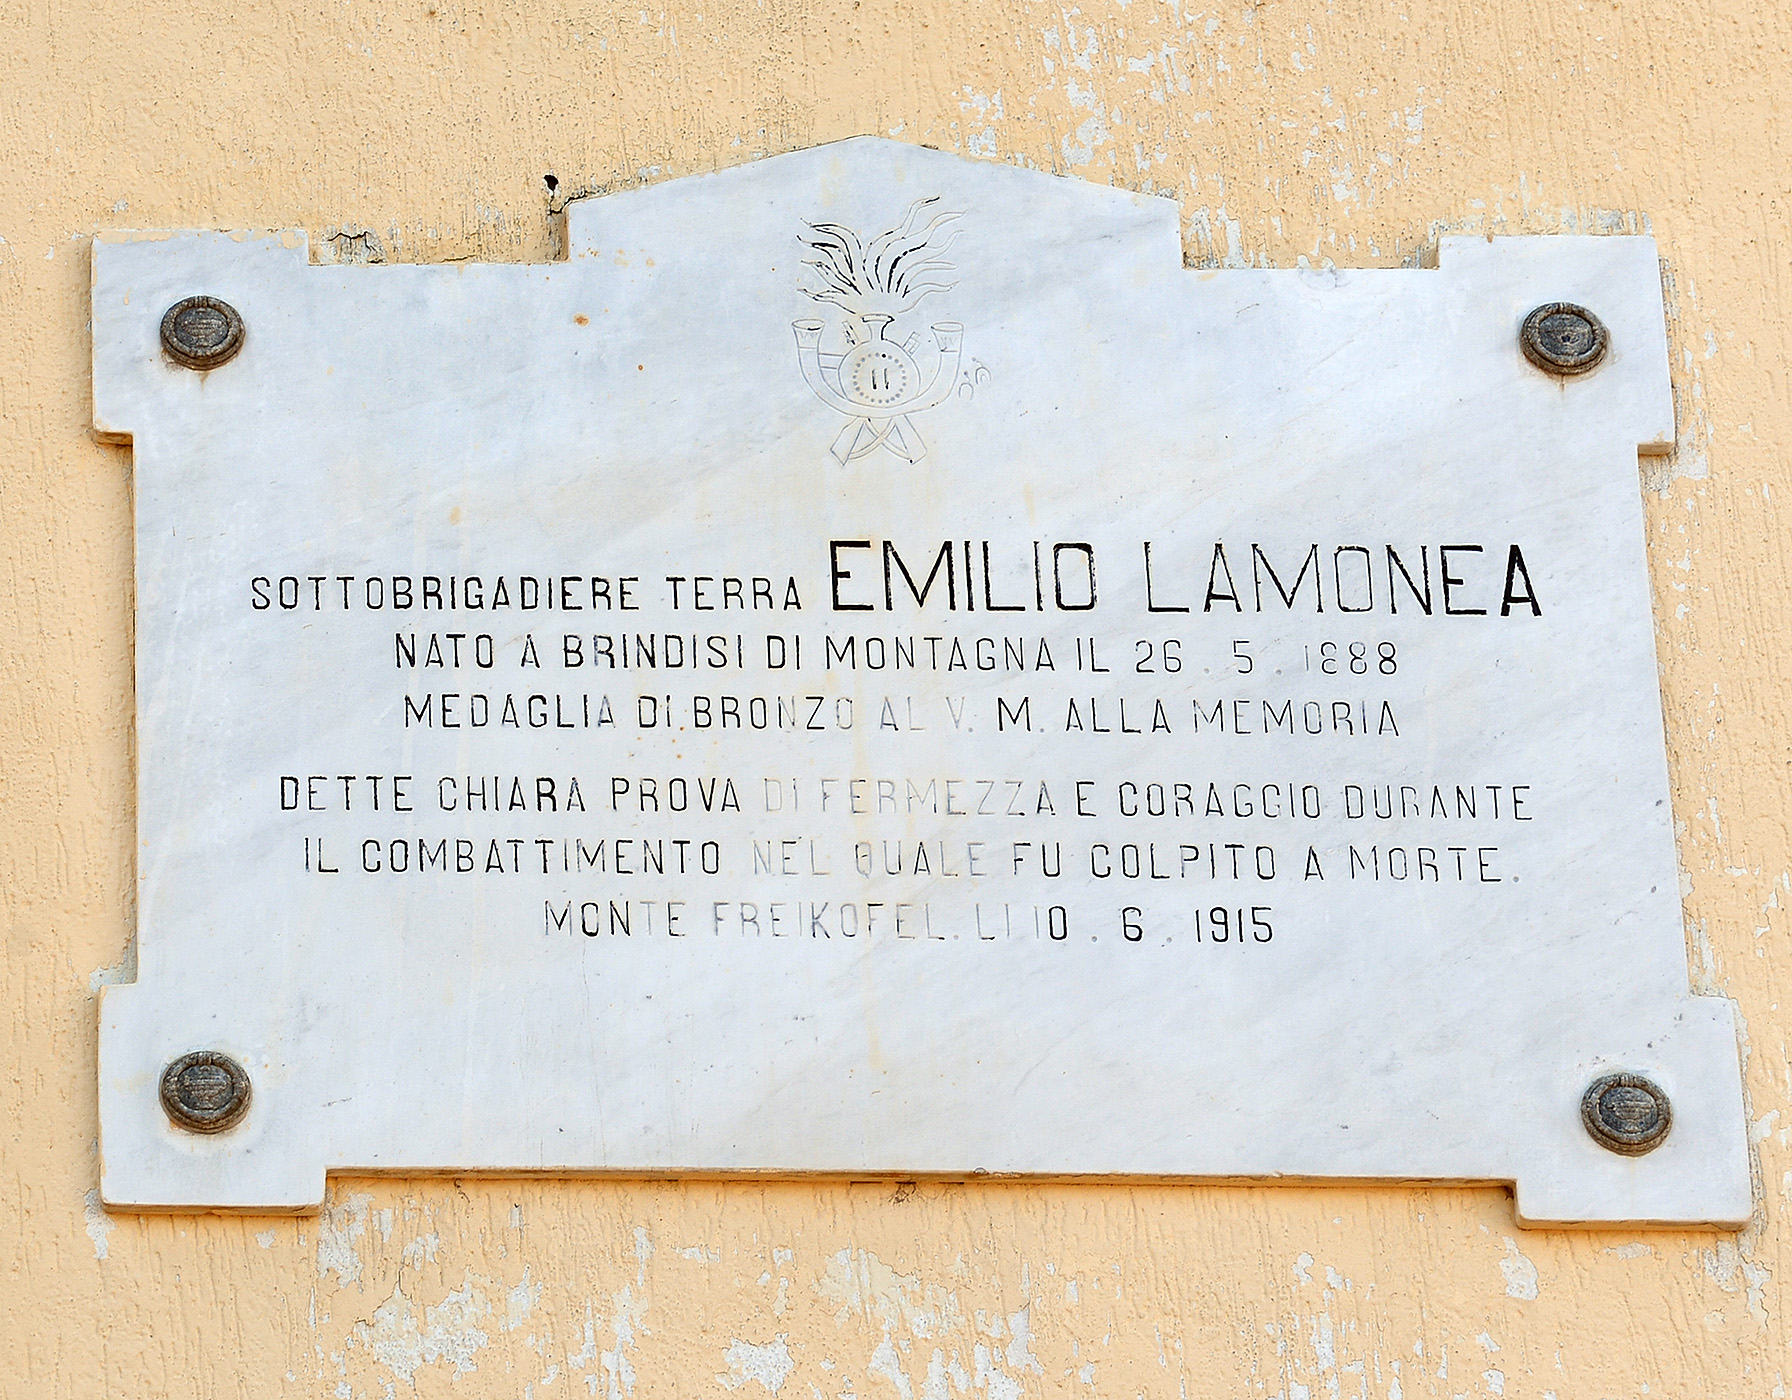 11
SOTTOBRIGADIERE TERRA EMILIO LAMONEA
NATO A BRINDISI DI MONTAGNA IL 26 . 5 . 1888
MEDAGLIA DI BRONZO AL V. M. ALLA MEMORIA
DETTE CHIARA PROVA DI FERMEZZA E CORAGGIO DURANTE
IL COMBATTIMENTO NEL QUALE FU COLPITO A MORTE.
MONTE FREIKOFEL. LI 10 . 6 . 1915